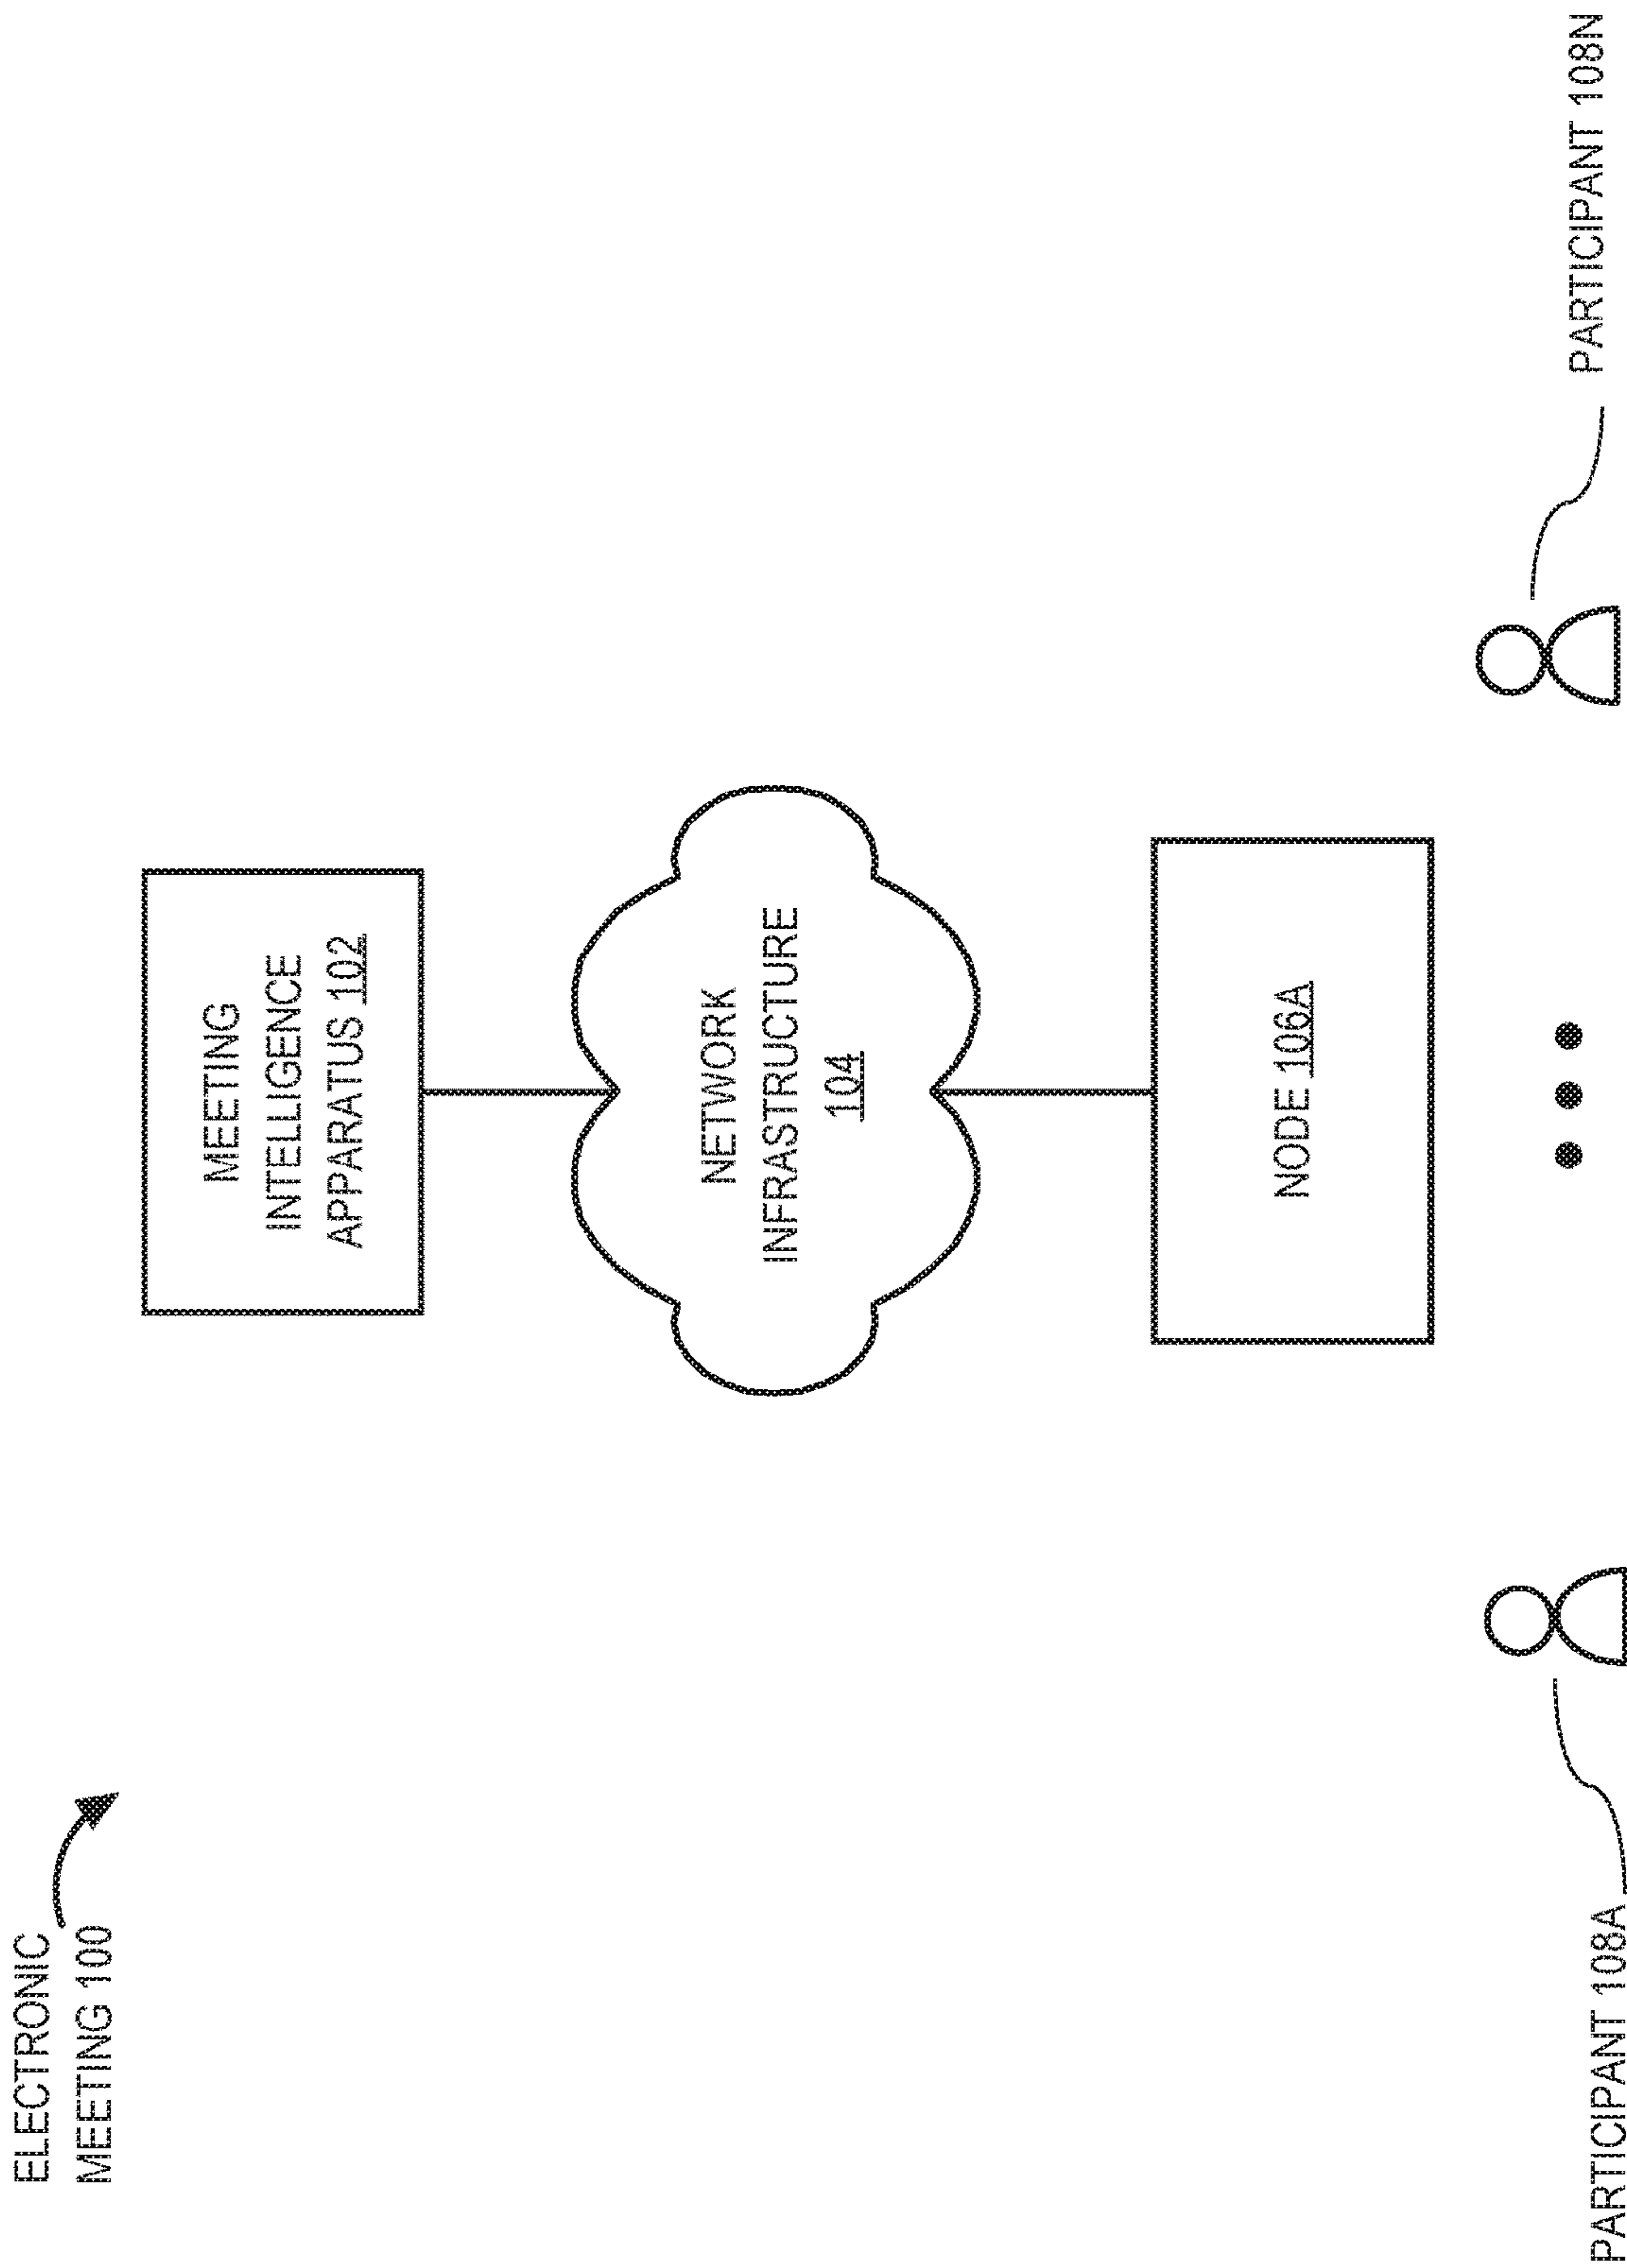 ELECTRONIC
MEETING 100
MEETING
INTELLIGENCE
APPARATUS 102
NETWORK
INFRASTRUCTURE
104
NODE 106A
PARTICIPANT 108A
PARTICIPANT 108N